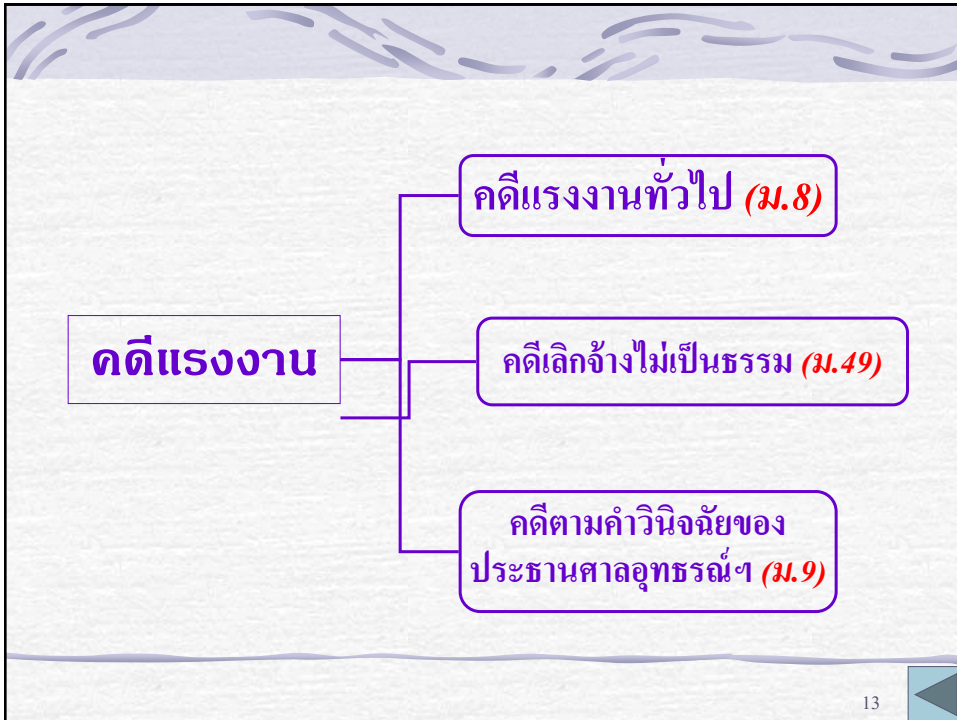 คดีแรงงานทั่วไป (ม.8)
คดีแรงงาน
คดีเลิกจ้างไม่เป็นธรรม (ม.49)
คดีตามคำวินิจฉัยของ
ประธานศาลอุทธรณ์ฯ (ม.9)
13